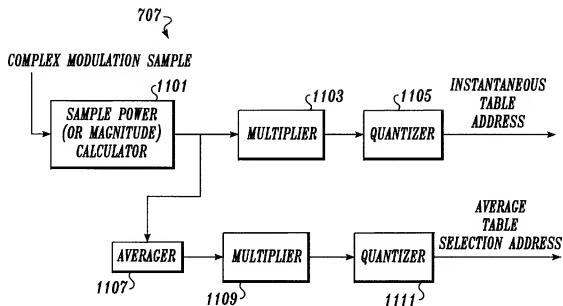 707
COMPLEX MODULATION SAMPLE
1101
SAMPLE POWER
(OR MAGNITUDE)
CALCULATOR
1103
MULTIPLIER
1105
QUANTIZER
INSTANTANEOUS
TABLE
ADDRESS
AVERAGER
1107
MULTIPLIER
1109
QUANTIZER
1111
AVERAGE
TABLE
SELECTION ADDRESS